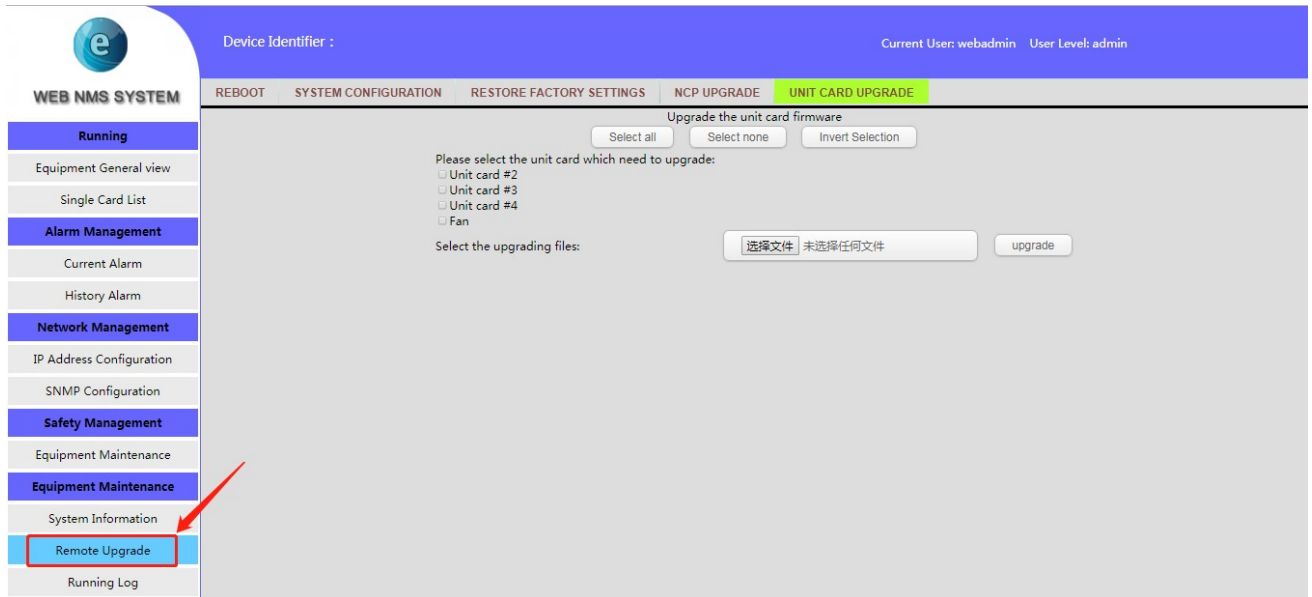 e
WEB NMS SYSTEM
Device Identifier :
Current User: webadmin User Level: admin
REBOOT SYSTEM CONFIGURATION RESTORE FACTORY SETTINGS NCP UPGRADE UNIT CARD UPGRADE
Running
Equipment General view
Single Card List
Alarm Management
Current Alarm
History Alarm
Network Management
IP Address Configuration
SNMP Configuration
Safety Management
Equipment Maintenance
Equipment Maintenance
System Information
Remote Upgrade
Running Log
Upgrade the unit card firmware
Select all Select none Invert Selection
Please select the unit card which need to upgrade:
Unit card #2
Unit card #3
Unit card #4
Fan
Select the upgrading files: 选择文件 未选择任何文件 upgrade